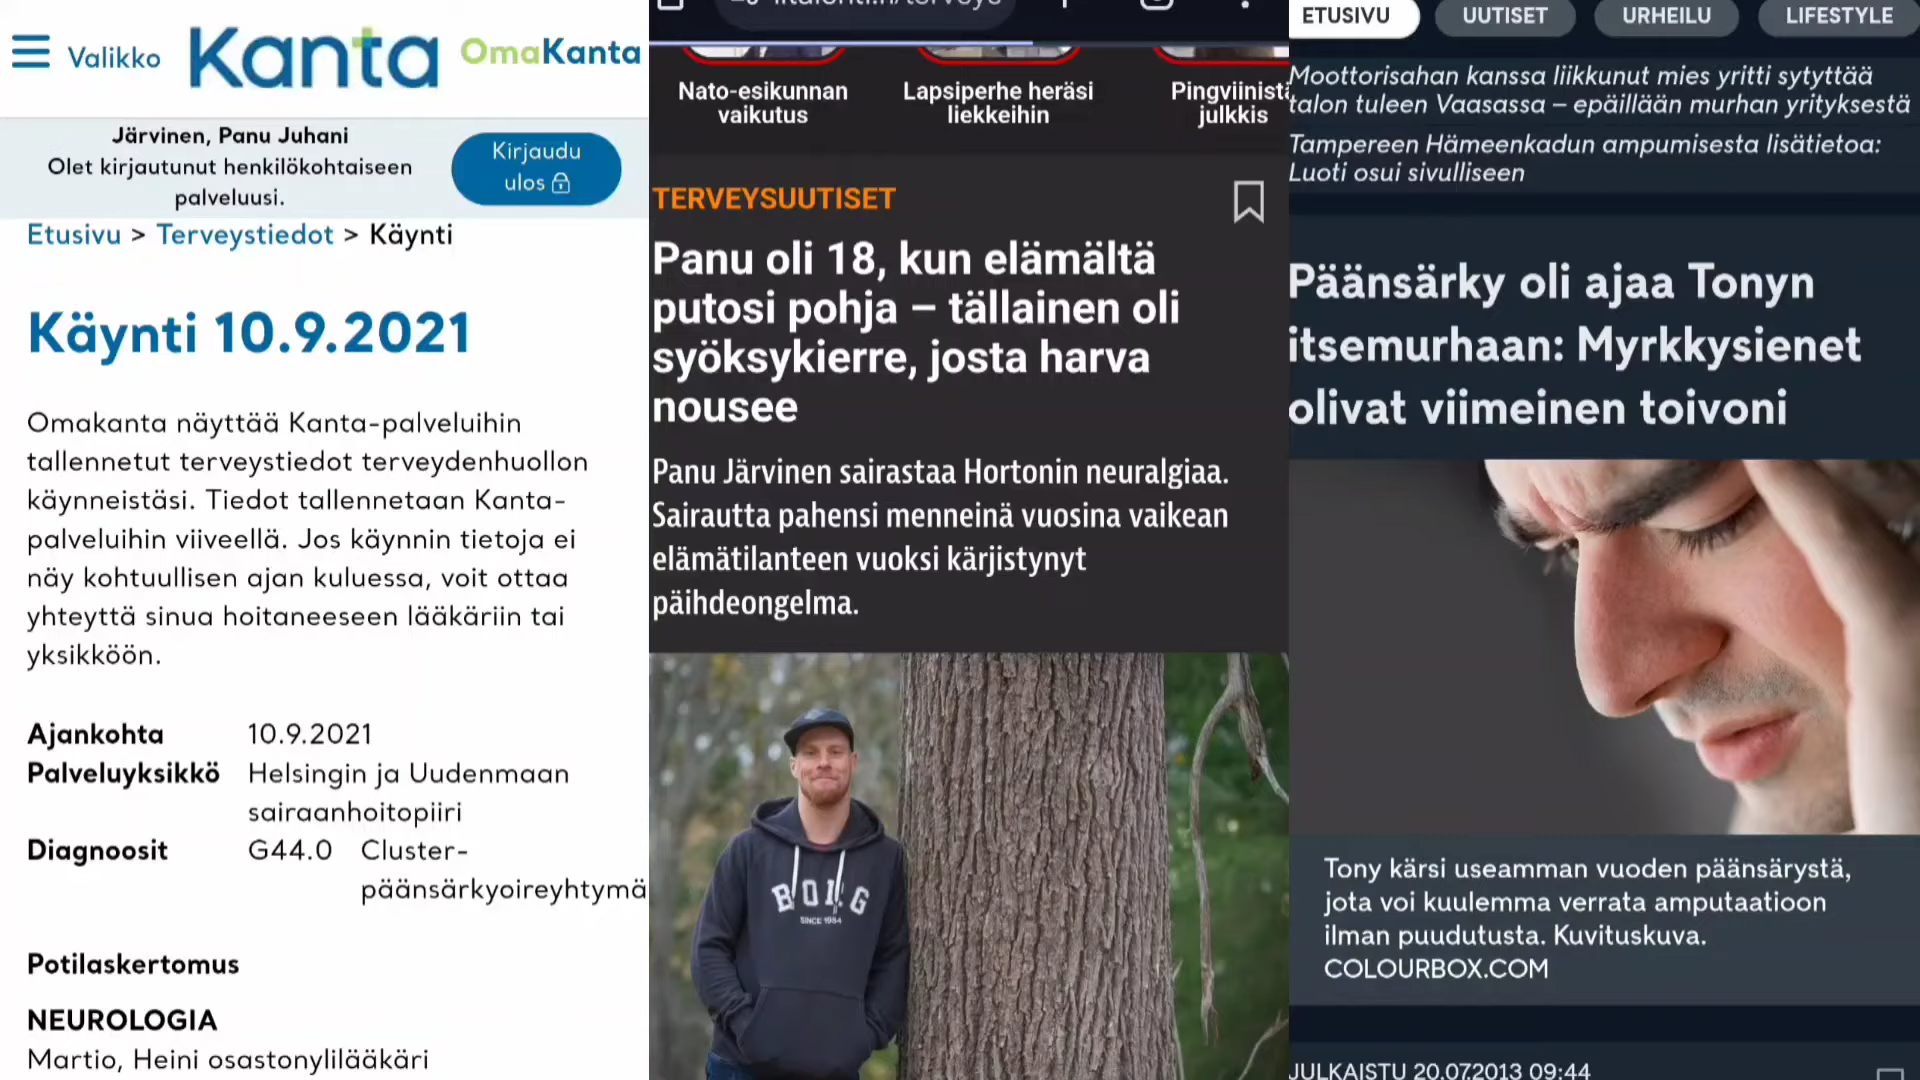 Valikko
Kanta
OmaKanta
Järvinen, Panu Juhani
Olet kirjautunut henkilökohtaiseen
palveluusi.
Kirjaudu
ulos
Etusivu > Terveystiedot > Käynti
Käynti 10.9.2021
Omakanta näyttää Kanta-palveluihin
tallennetut terveystiedot terveydenhuollon
käynneistäsi. Tiedot tallennetaan Kanta-
palveluihin viiveellä. Jos käynnin tietoja ei
näy kohtuullisen ajan kuluessa, voit ottaa
yhteyttä sinua hoitaneeseen lääkäriin tai
yksikköön.
Ajankohta 10.9.2021
Palveluyksikkö Helsingin ja Uudenmaan
sairaanhoitopiiri
Diagnoosit G44.0 Cluster-
päänsärkyoireyhtymä
Potilaskertomus
NEUROLOGIA
Martio, Heini osastonylilääkäri
Nato-esikunnan
vaikutus
Lapsiperhe heräsi
liekkeihin
Pingviinistä
julkkis
TERVEYSUUTISET
Panu oli 18, kun elämältä
putosi pohja – tällainen oli
syöksykierre, josta harva
nousee
Panu Järvinen sairastaa Hortonin neuralgiaa.
Sairautta pahensi menneinä vuosina vaikean
elämätilanteen vuoksi kärjistynyt
päihdeongelma.
BORG
SINCE 1984
ETUSIVU UUTISET URHEILU LIFESTYLE
Moottorisahan kanssa liikkunut mies yritti sytyttää
talon tuleen Vaasassa – epäillään murhan yrityksestä
Tampereen Hämeenkadun ampumisesta lisätietoa:
Luoti osui sivulliseen
Päänsärky oli ajaa Tonyn
itsemurhaan: Myrkkysienet
olivat viimeinen toivoni
Tony kärsi useamman vuoden päänsärystä,
jota voi kuulemma verrata amputaatioon
ilman puudutusta. Kuvituskuva.
COLOURBOX.COM
JULKAISTU 20.07.2013 09:44